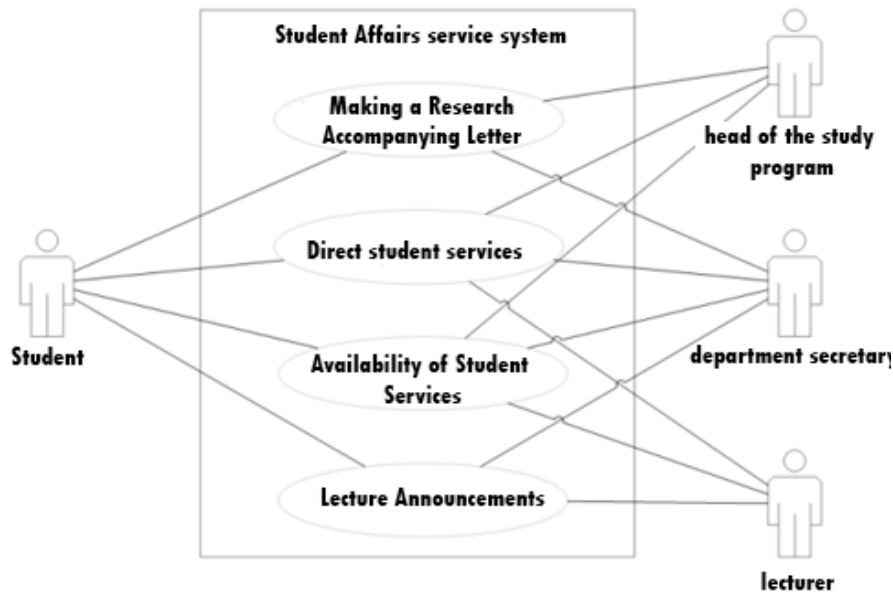 Student Affairs service system
Making a Research
Accompanying Letter
head of the study
program
Direct student services
Student
Availability of Student
Services
department secretary
Lecture Announcements
lecturer